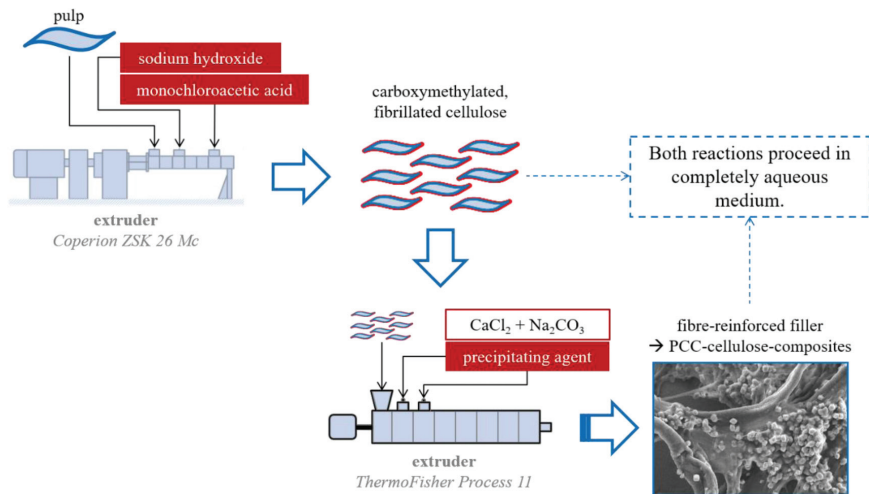 pulp
sodium hydroxide
monochloroacetic acid
extruder
Coperion ZSK 26 Mc
carboxymethylated,
fibrillated cellulose
Both reactions proceed in
completely aqueous
medium.
CaCl₂ + Na₂CO₃
precipitating agent
extruder
ThermoFisher Process 11
fibre-reinforced filler
→ PCC-cellulose-composites